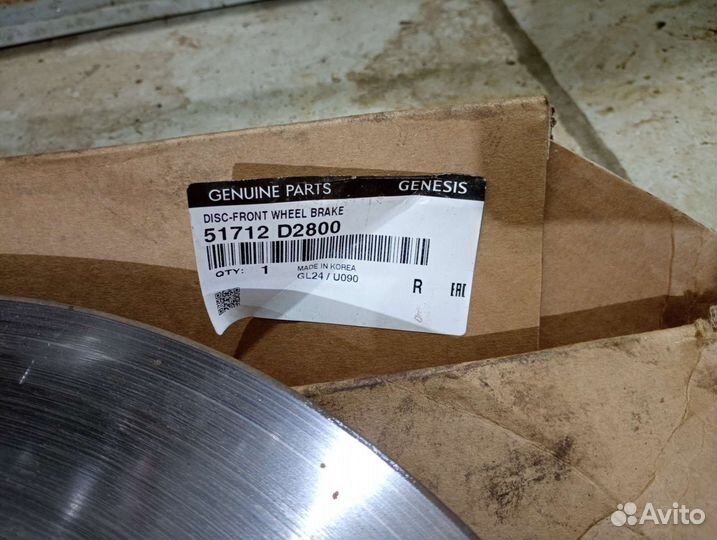 GENUINE PARTS GENESIS
DISC-FRONT WHEEL BRAKE
51712 D2800
QTY: 1 MADE IN KOREA
GL24 / U090
R EAC
Avito